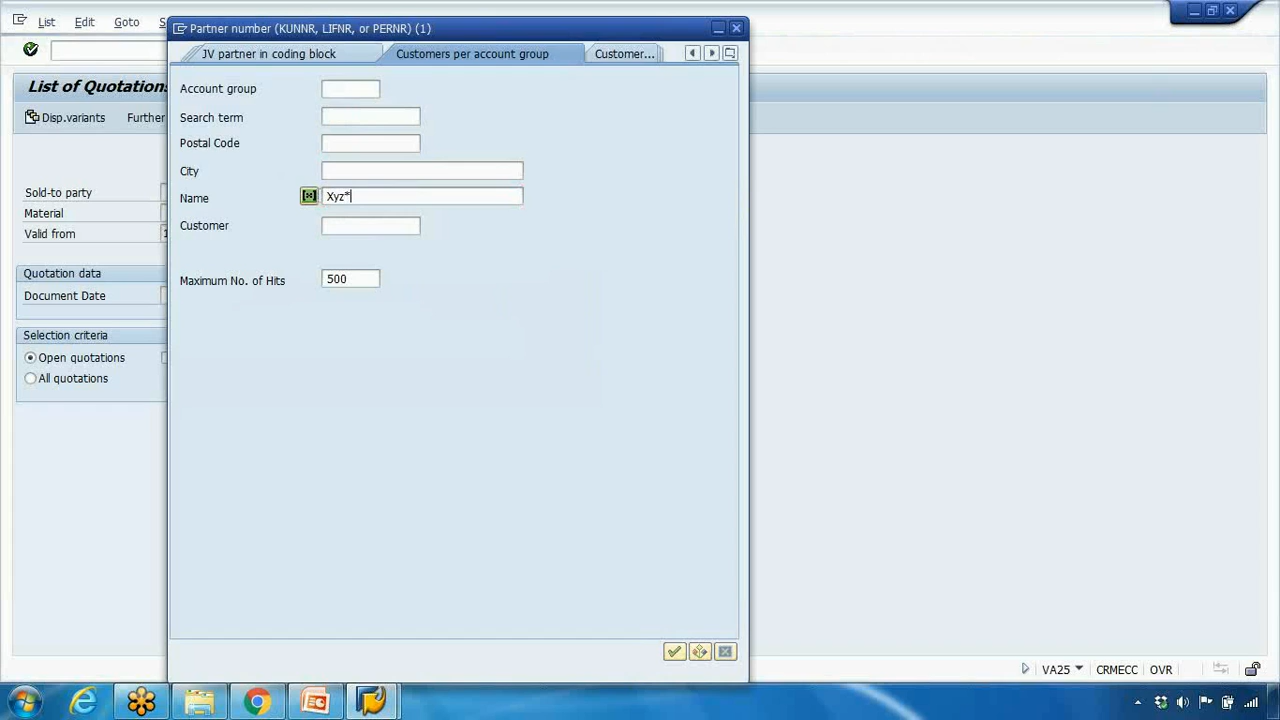 List Edit Goto
Partner number (KUNNR, LIFNR, or PERNR) (1)
JV partner in coding block Customers per account group Customer...
List of Quotations
Disp.variants Further
Account group
Search term
Postal Code
City
Name Xyz*
Customer
Maximum No. of Hits 500
Sold-to party
Material
Valid from
Quotation data
Document Date
Selection criteria
Open quotations
All quotations
VA25 CRMECC OVR